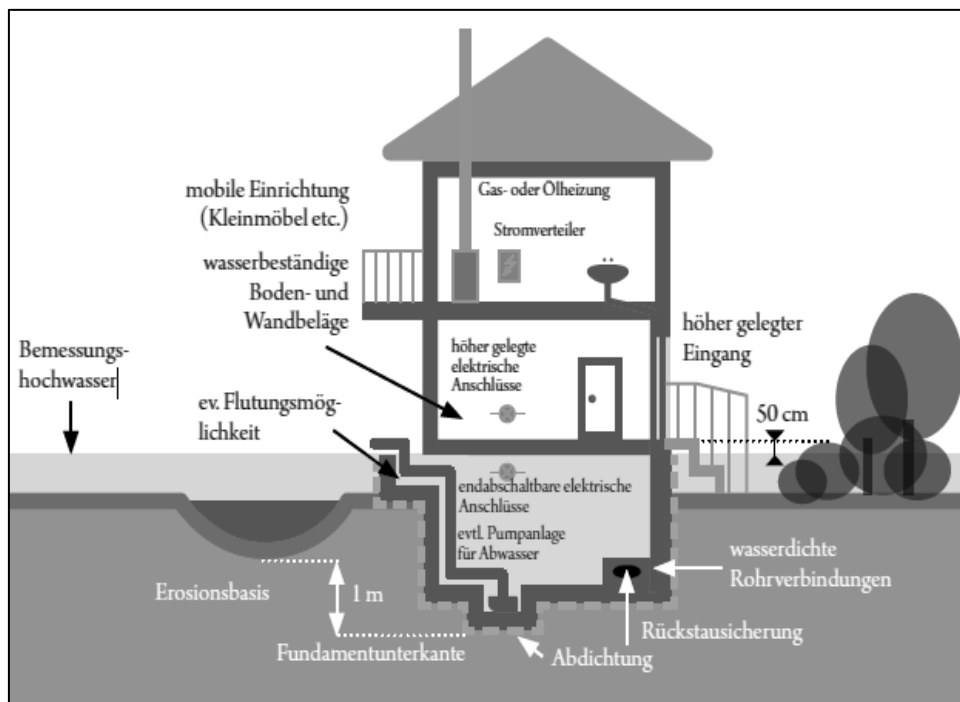 mobile Einrichtung
(Kleinmöbel etc.)
wasserbeständige
Boden- und
Wandbeläge
Gas- oder Ölheizung
Stromverteiler
Bemessungs-
hochwasser
ev. Flutungsmög-
lichkeit
höher gelegte
elektrische
Anschlüsse
höher gelegter
Eingang
50 cm
endabschaltbare elektrische
Anschlüsse
evtl. Pumpanlage
für Abwasser
wasserdichte
Rohrverbindungen
Erosionsbasis
1 m
Fundamentunterkante
Abdichtung
Rückstausicherung